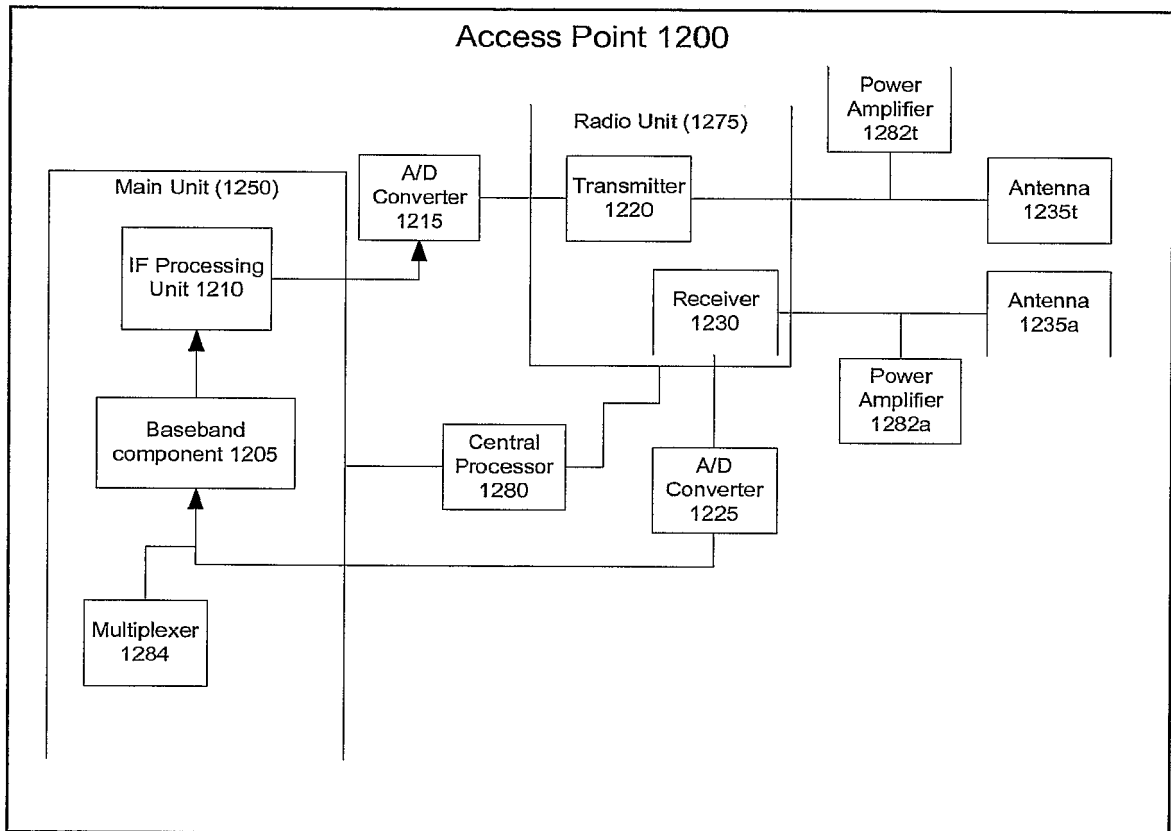 Access Point 1200
Power
Amplifier
1282t
Radio Unit (1275)
A/D
Converter
1215
Transmitter
1220
Antenna
1235t
Main Unit (1250)
IF Processing
Unit 1210
Receiver
1230
Antenna
1235a
Power
Amplifier
1282a
Baseband
component 1205
Central
Processor
1280
A/D
Converter
1225
Multiplexer
1284